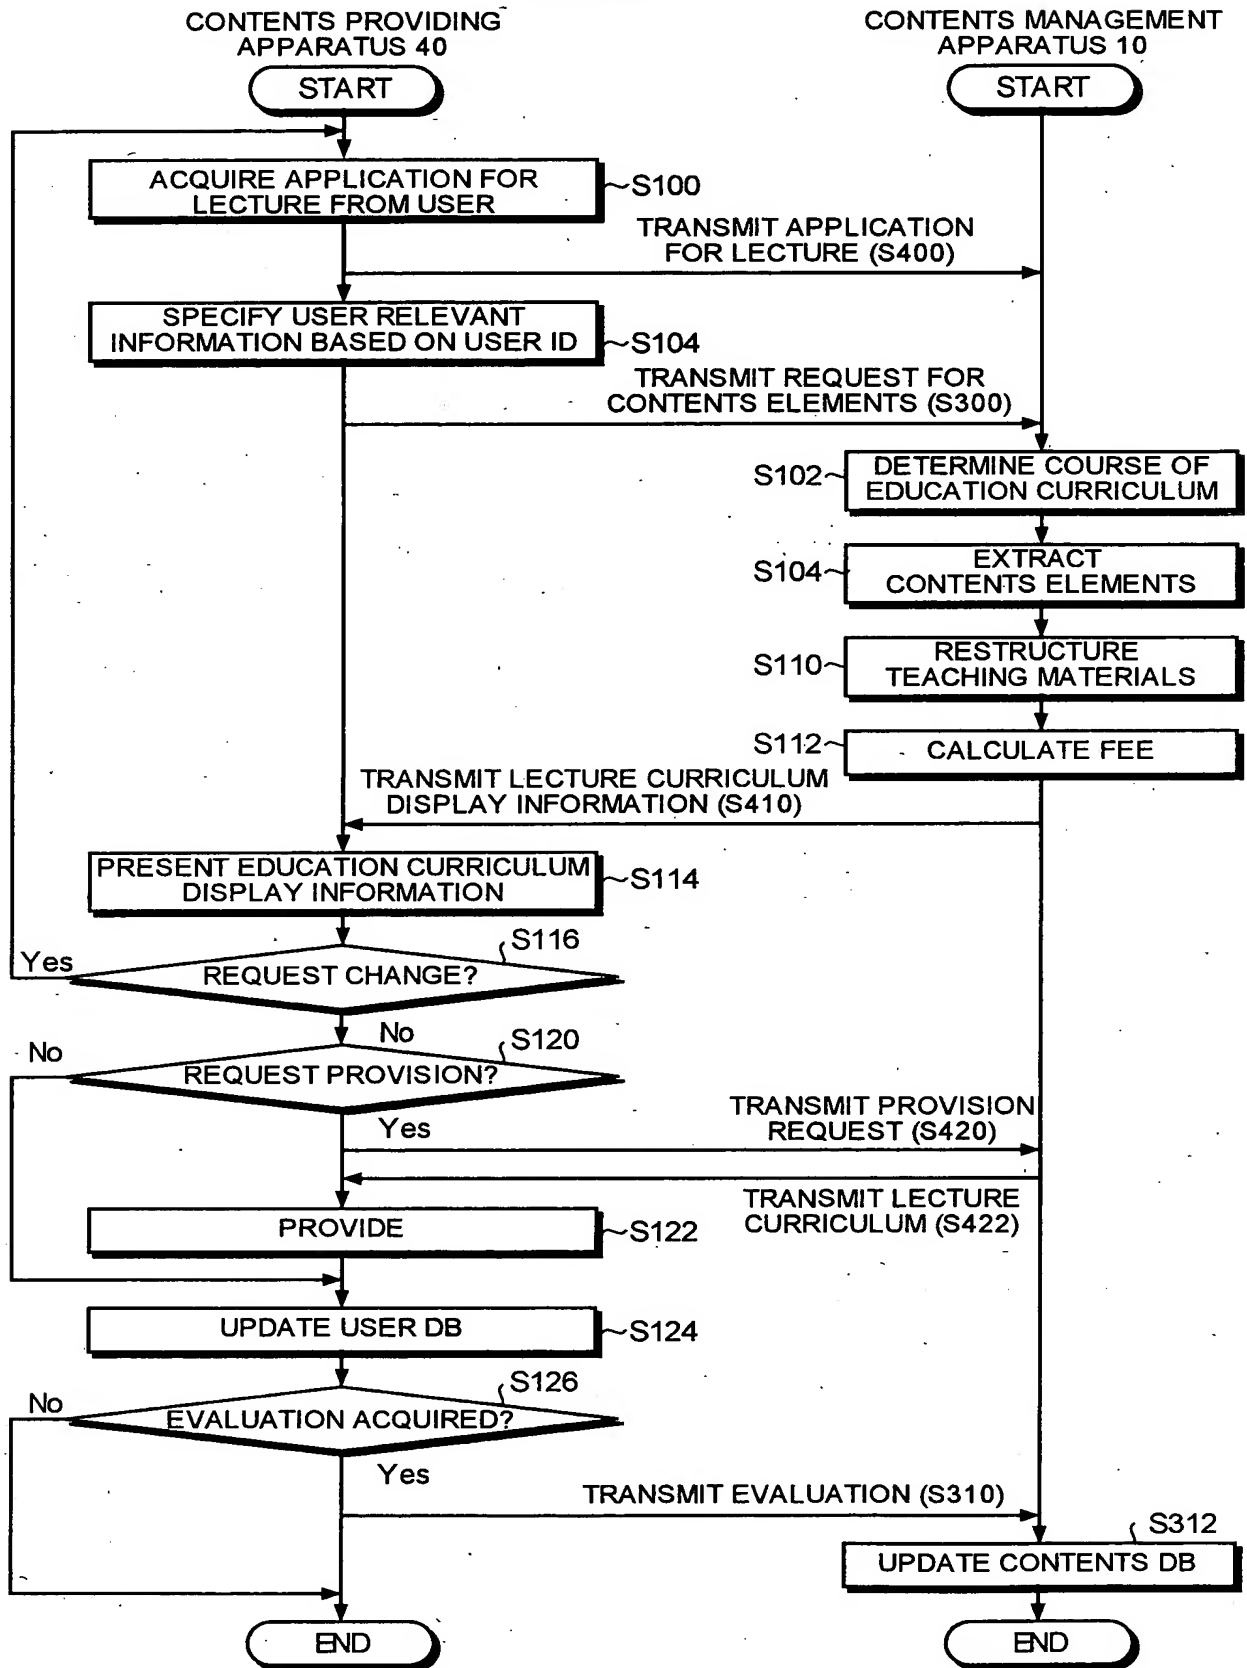 CONTENTS PROVIDING
APPARATUS 40
CONTENTS MANAGEMENT
APPARATUS 10
START
START
ACQUIRE APPLICATION FOR
LECTURE FROM USER
S100
TRANSMIT APPLICATION
FOR LECTURE (S400)
SPECIFY USER RELEVANT
INFORMATION BASED ON USER ID
S104
TRANSMIT REQUEST FOR
CONTENTS ELEMENTS (S300)
S102
DETERMINE COURSE OF
EDUCATION CURRICULUM
S104
EXTRACT
CONTENTS ELEMENTS
S110
RESTRUCTURE
TEACHING MATERIALS
S112
CALCULATE FEE
TRANSMIT LECTURE CURRICULUM
DISPLAY INFORMATION (S410)
PRESENT EDUCATION CURRICULUM
DISPLAY INFORMATION
S114
S116
Yes
REQUEST CHANGE?
No
S120
No
REQUEST PROVISION?
Yes
TRANSMIT PROVISION
REQUEST (S420)
TRANSMIT LECTURE
CURRICULUM (S422)
PROVIDE
S122
UPDATE USER DB
S124
S126
No
EVALUATION ACQUIRED?
Yes
TRANSMIT EVALUATION (S310)
S312
UPDATE CONTENTS DB
END
END